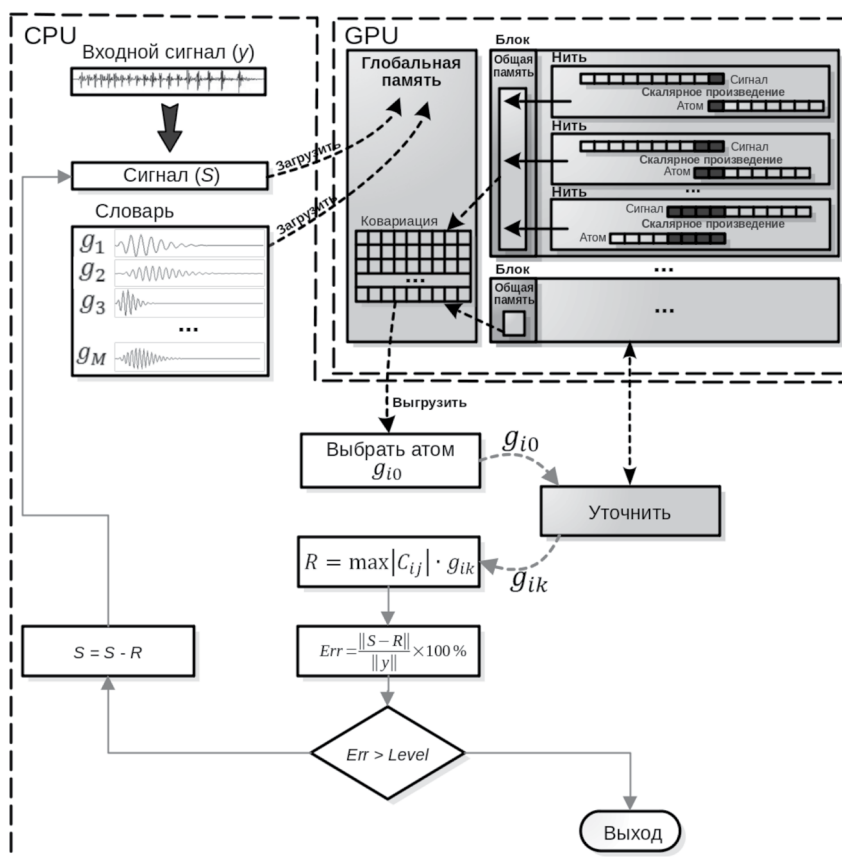 CPU
Входной сигнал (y)
Сигнал (S)
Словарь
g1
g2
g3
...
gM
Загрузить
Загрузить
GPU
Глобальная
память
Ковариация
...
Блок
Общая
память
Нить
Сигнал
Скалярное произведение
Атом
Нить
Сигнал
Скалярное произведение
Атом
...
Нить
Сигнал
Скалярное произведение
Атом
...
Блок
Общая
память
...
Выгрузить
Выбрать атом
gi0
gi0
Уточнить
gik
R = max|Cij| · gik
Err = ||S − R|| / ||y|| × 100 %
S = S - R
Err > Level
Выход